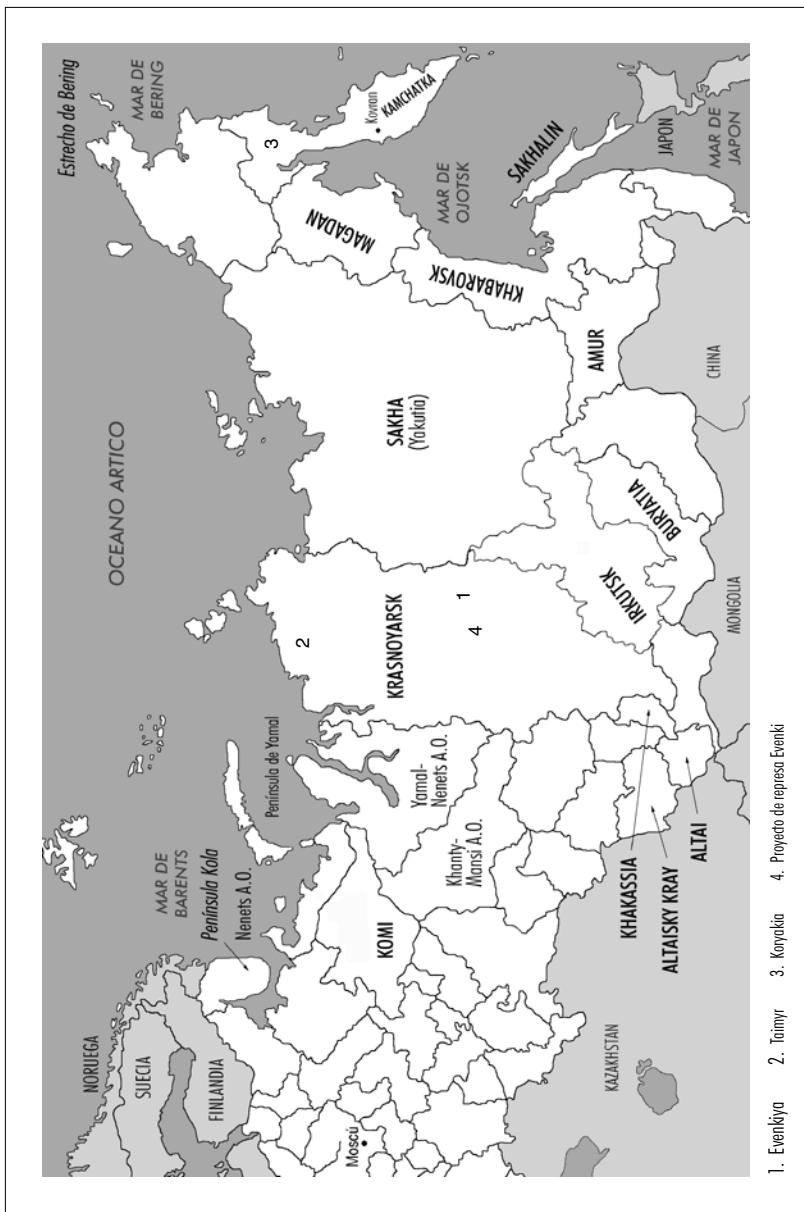 Estrecho de Bering
MAR DE
BERING
OCEANO ARTICO
3
Kovran
KAMCHATKA
MAGADAN
MAR DE
OJOTSK
KHABAROVSK
SAKHALIN
JAPON
MAR DE
JAPON
SAKHA
(Yakutia)
AMUR
CHINA
2
KRASNOYARSK
1
4
IRKUTSK
BURYATIA
MONGOLIA
Península de Yamal
Yamal-
Nenets A.O.
Khanty-
Mansi A.O.
KHAKASSIA
ALTAISKY KRAY
ALTAI
MAR DE
BARENTS
Península Kola
Nenets A.O.
KOMI
NORUEGA
SUECIA
FINLANDIA
Moscú
KAZAKHSTAN
1. Evenkiya 2. Taimyr 3. Koryakia 4. Proyecto de represa Evenki